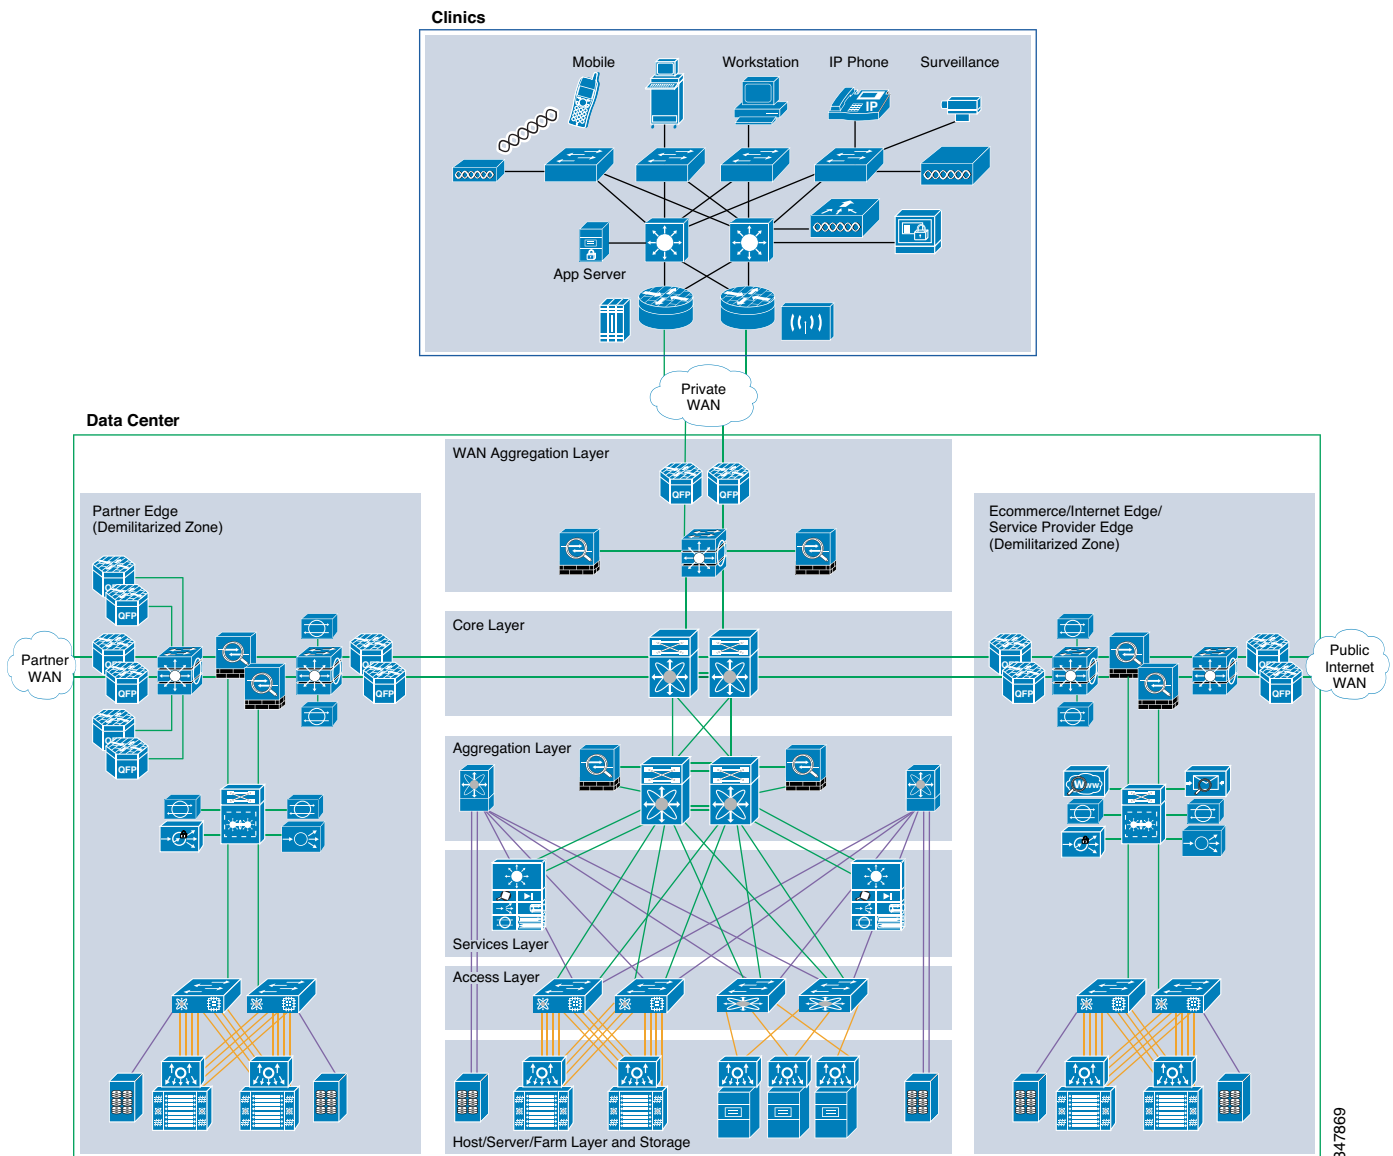 Clinics
Mobile
Workstation
IP Phone
Surveillance
IP
App Server
Private
WAN
Data Center
WAN Aggregation Layer
QFP
QFP
Partner Edge
(Demilitarized Zone)
Ecommerce/Internet Edge/
Service Provider Edge
(Demilitarized Zone)
QFP
QFP
Core Layer
Partner
WAN
QFP
QFP
QFP
QFP
Public
Internet
WAN
QFP
Aggregation Layer
www
Services Layer
Access Layer
Host/Server/Farm Layer and Storage
347869